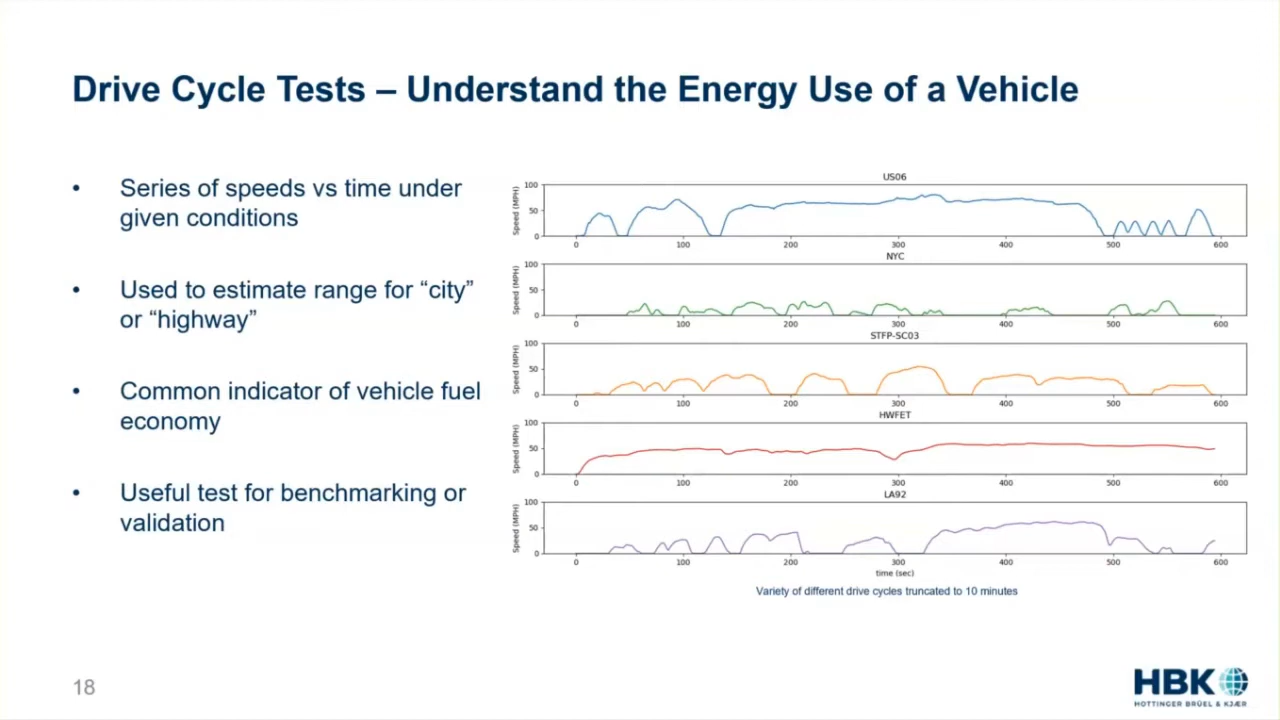 Drive Cycle Tests – Understand the Energy Use of a Vehicle
• Series of speeds vs time under
given conditions
• Used to estimate range for “city”
or “highway”
• Common indicator of vehicle fuel
economy
• Useful test for benchmarking or
validation
US06
Speed (MPH)
100
50
0
0 100 200 300 400 500 600
NYC
Speed (MPH)
100
50
0
0 100 200 300 400 500 600
STFP-SC03
Speed (MPH)
100
50
0
0 100 200 300 400 500 600
HWFET
Speed (MPH)
100
50
0
0 100 200 300 400 500 600
LA92
Speed (MPH)
100
50
0
0 100 200 300 400 500 600
time (sec)
Variety of different drive cycles truncated to 10 minutes
18
HBK
HOTTINGER BRÜEL & KJÆR